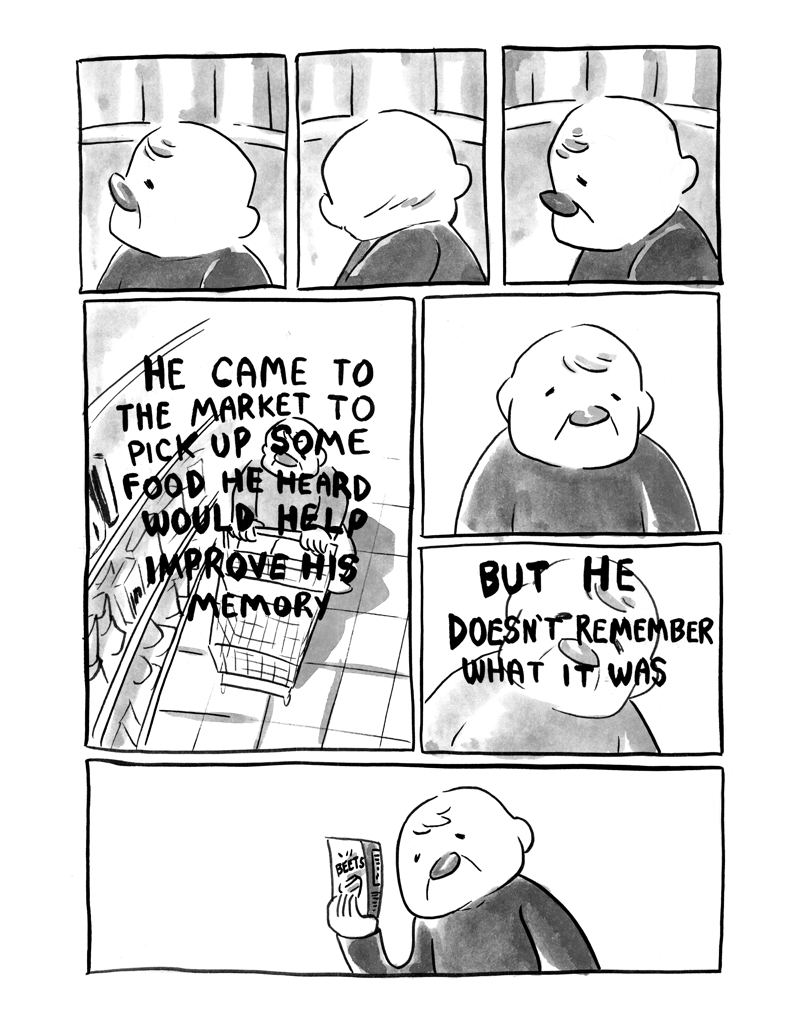 HE CAME TO
THE MARKET TO
PICK UP SOME
FOOD HE HEARD
WOULD HELP
IMPROVE HIS
MEMORY
BUT HE
DOESN'T REMEMBER
WHAT IT WAS
BEETS